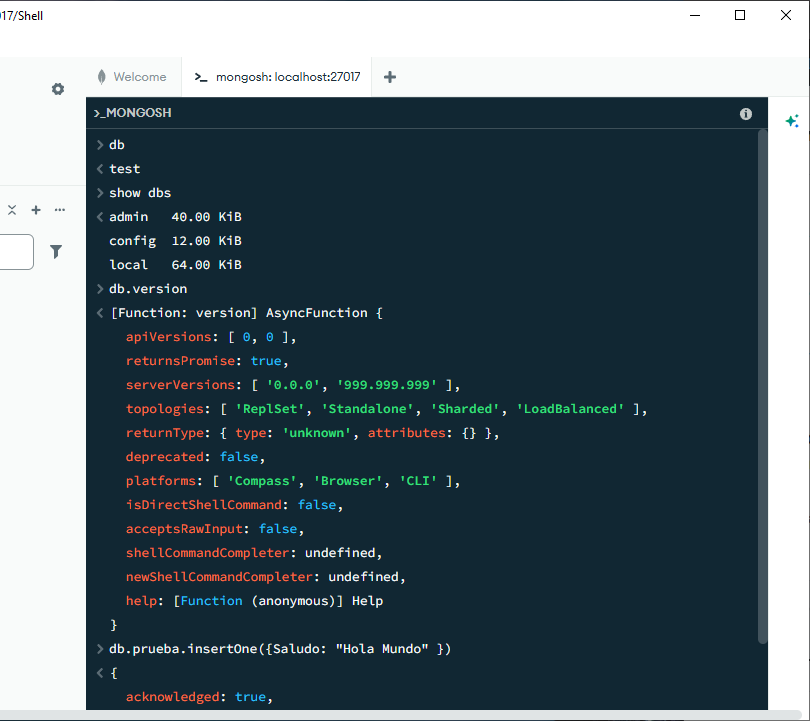 17/Shell
Welcome
>_ mongosh: localhost:27017
>_MONGOSH
> db
< test
> show dbs
< admin   40.00 KiB
config  12.00 KiB
local   64.00 KiB
> db.version
< [Function: version] AsyncFunction {
apiVersions: [ 0, 0 ],
returnsPromise: true,
serverVersions: [ '0.0.0', '999.999.999' ],
topologies: [ 'ReplSet', 'Standalone', 'Sharded', 'LoadBalanced' ],
returnType: { type: 'unknown', attributes: {} },
deprecated: false,
platforms: [ 'Compass', 'Browser', 'CLI' ],
isDirectShellCommand: false,
acceptsRawInput: false,
shellCommandCompleter: undefined,
newShellCommandCompleter: undefined,
help: [Function (anonymous)] Help
}
> db.prueba.insertOne({Saludo: "Hola Mundo" })
< {
acknowledged: true,